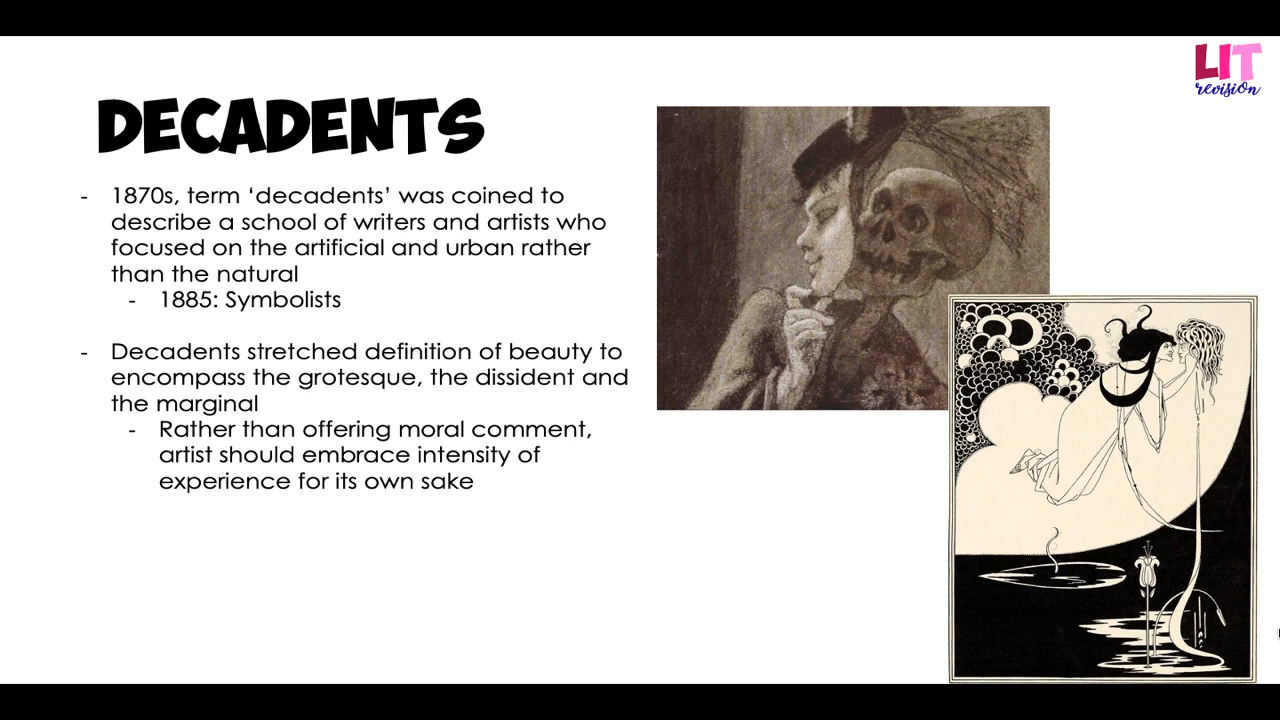 LIT
revision
DECADENTS
- 1870s, term ‘decadents’ was coined to
describe a school of writers and artists who
focused on the artificial and urban rather
than the natural
- 1885: Symbolists
- Decadents stretched definition of beauty to
encompass the grotesque, the dissident and
the marginal
- Rather than offering moral comment,
artist should embrace intensity of
experience for its own sake